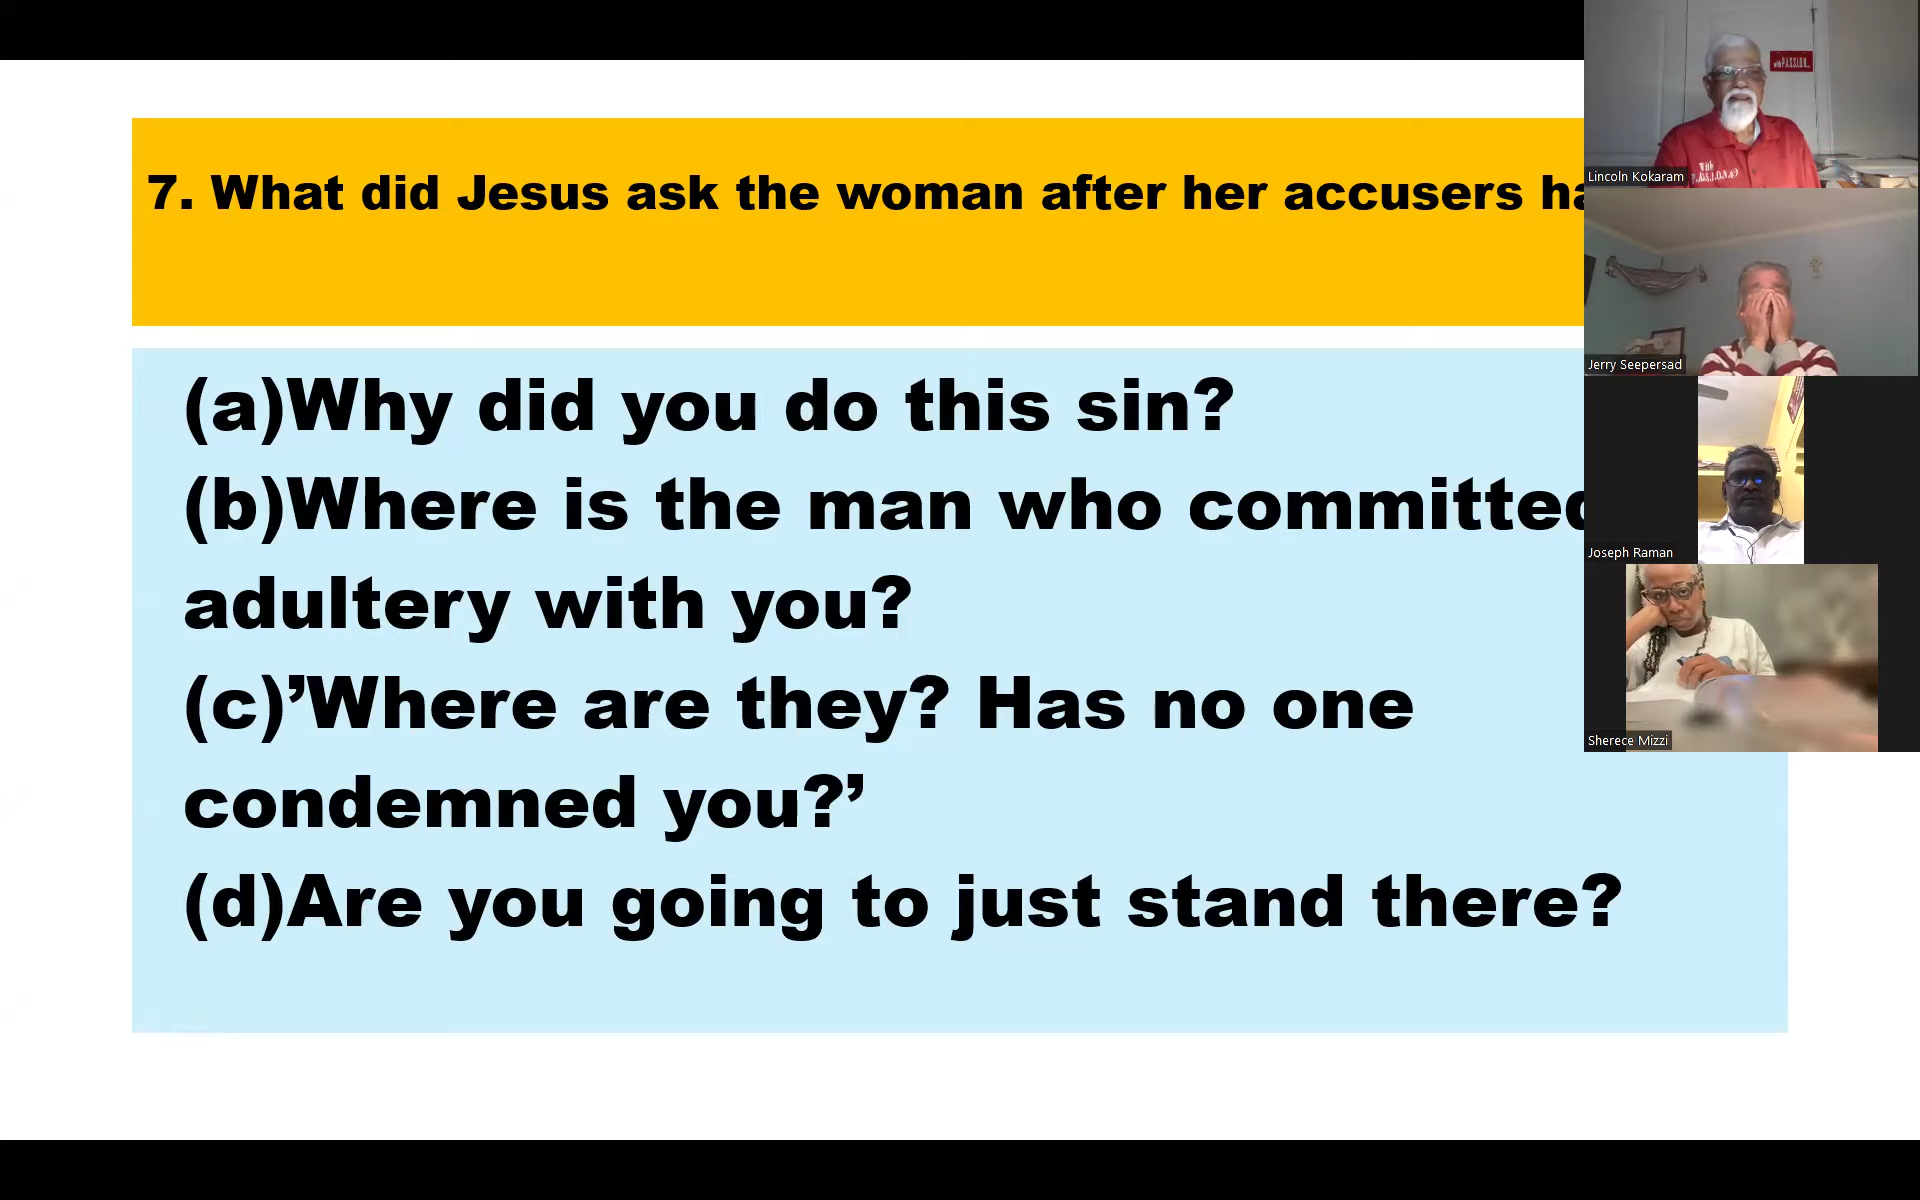 7. What did Jesus ask the woman after her accusers
(a)Why did you do this sin?
(b)Where is the man who committed
adultery with you?
(c)’Where are they? Has no one
condemned you?’
(d)Are you going to just stand there?
with P.A.S.S.I.O.N...
Lincoln Kokaram
With
Jerry Seepersad
Joseph Raman
Sherece Mizzi